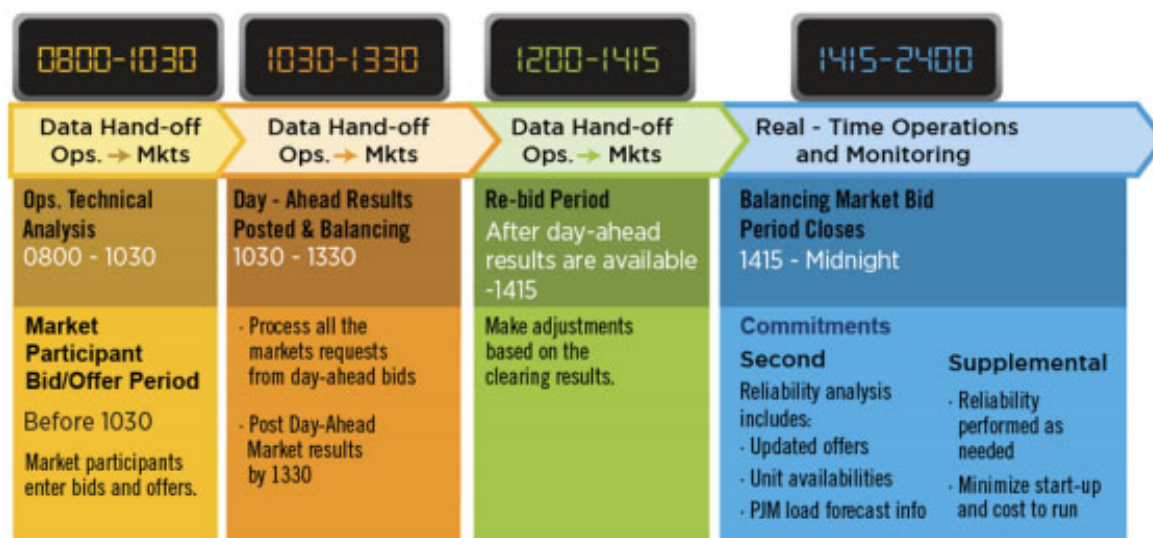 0800-1030
Data Hand-off
Ops. → Mkts
Ops. Technical
Analysis
0800 - 1030
Market
Participant
Bid/Offer Period
Before 1030
Market participants
enter bids and offers.
1030-1330
Data Hand-off
Ops. → Mkts
Day - Ahead Results
Posted & Balancing
1030 - 1330
· Process all the
markets requests
from day-ahead bids
· Post Day-Ahead
Market results
by 1330
1200-1415
Data Hand-off
Ops. → Mkts
Re-bid Period
After day-ahead
results are available
-1415
Make adjustments
based on the
clearing results.
1415-2400
Real - Time Operations
and Monitoring
Balancing Market Bid
Period Closes
1415 - Midnight
Commitments
Second
Reliability analysis
includes:
· Updated offers
· Unit availabilities
· PJM load forecast info
Supplemental
· Reliability
performed as
needed
· Minimize start-up
and cost to run